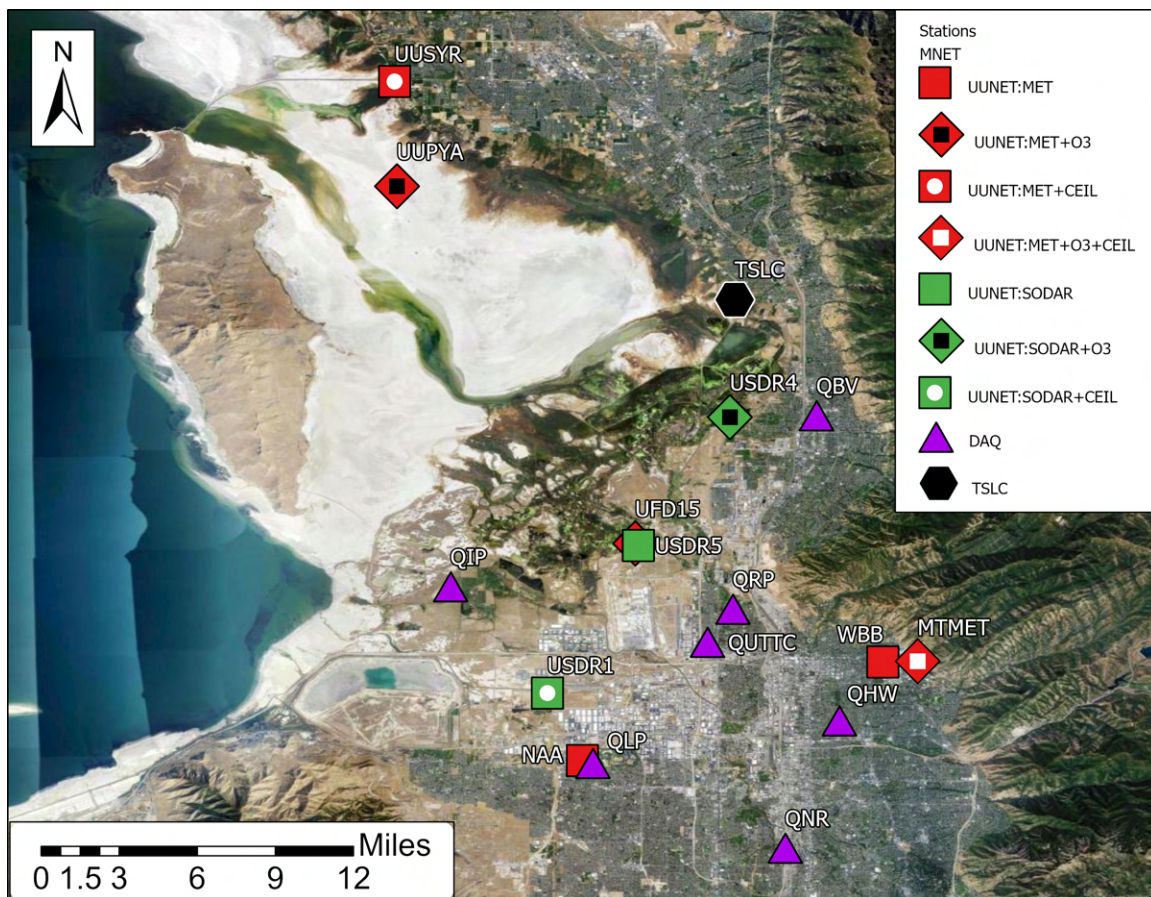 N
UUSYR
UUPYA
TSLC
USDR4
QBV
UFD15
USDR5
QIP
QRP
QUTTC
WBB
MTMET
USDR1
QHW
NAA
QLP
QNR
Miles
0 1.5 3 6 9 12
Stations
MNET
UUNET:MET
UUNET:MET+O3
UUNET:MET+CEIL
UUNET:MET+O3+CEIL
UUNET:SODAR
UUNET:SODAR+O3
UUNET:SODAR+CEIL
DAQ
TSLC